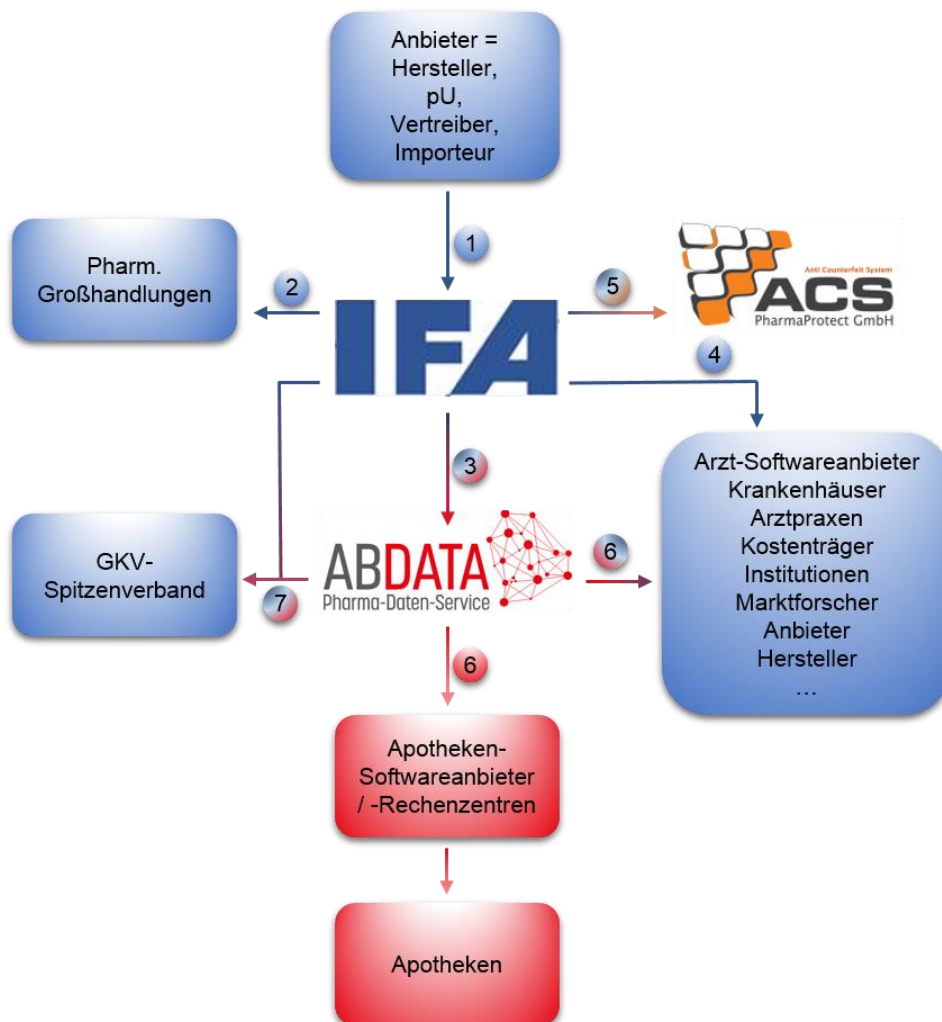 Anbieter =
Hersteller,
pU,
Vertreiber,
Importeur
1
Pharm.
Großhandlungen
2
5
Anti Counterfeit System
ACS
PharmaProtect GmbH
IFA
4
3
Arzt-Softwareanbieter
Krankenhäuser
Arztpraxen
Kostenträger
Institutionen
Marktforscher
Anbieter
Hersteller
...
GKV-
Spitzenverband
7
ABDATA
Pharma-Daten-Service
6
6
Apotheken-
Softwareanbieter
/ -Rechenzentren
Apotheken